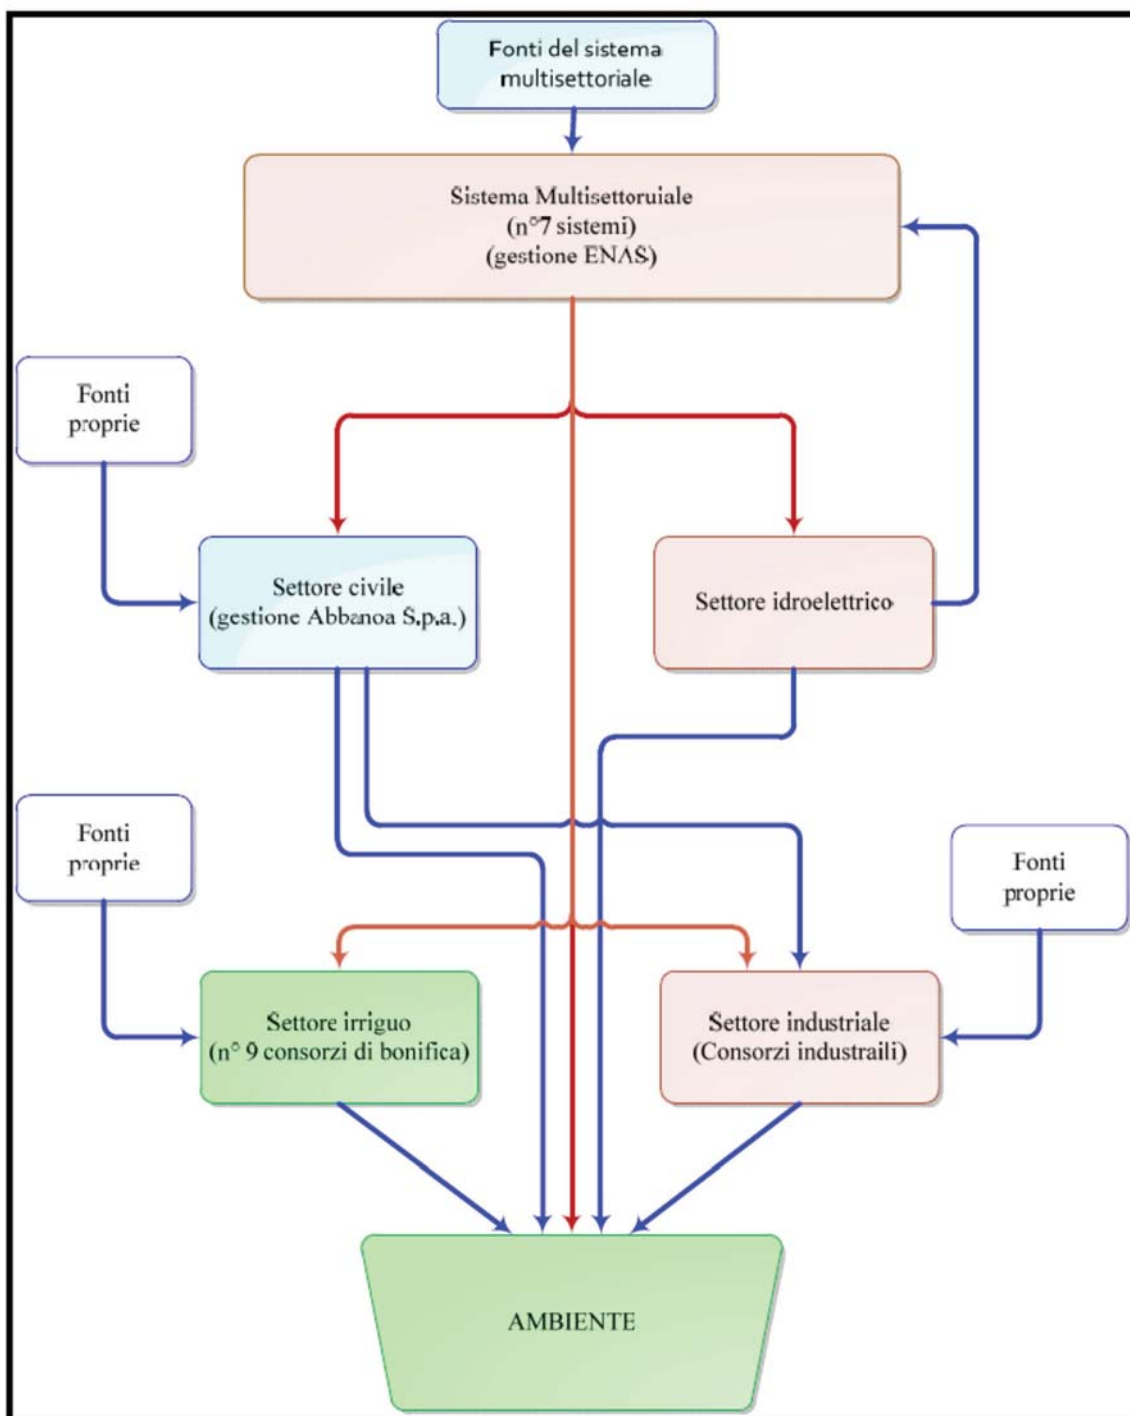 Fonti del sistema
multisettoriale
Sistema Multisettoruiale
(n°7 sistemi)
(gestione ENAS)
Fonti
proprie
Settore civile
(gestione Abbanoa S.p.a.)
Settore idroelettrico
Fonti
proprie
Fonti
proprie
Settore irriguo
(n° 9 consorzi di bonifica)
Settore industriale
(Consorzi industraili)
AMBIENTE